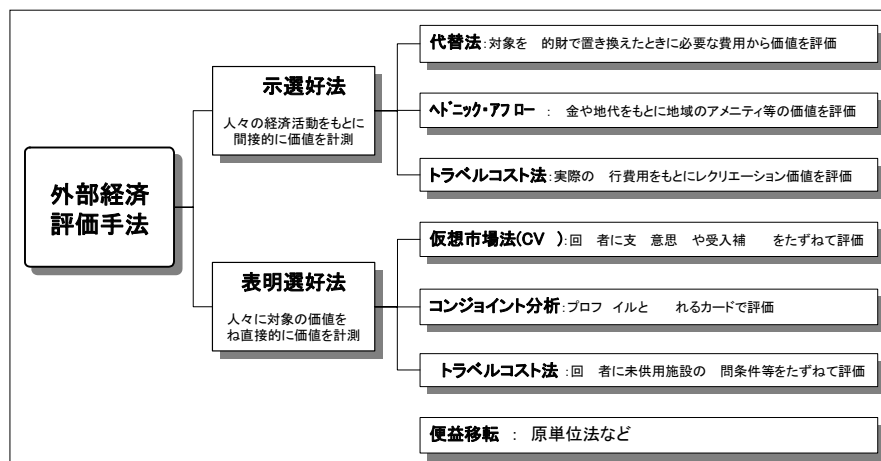 外部経済
評価手法
示選好法
人々の経済活動をもとに
間接的に価値を計測
表明選好法
人々に対象の価値を
ね直接的に価値を計測
代替法:対象を 的財で置き換えたときに必要な費用から価値を評価
ヘドニック・アフロー : 金や地代をもとに地域のアメニティ等の価値を評価
トラベルコスト法:実際の 行費用をもとにレクリエーション価値を評価
仮想市場法(CV ):回 者に支 意思 や受入補 をたずねて評価
コンジョイント分析:プロフ イルと れるカードで評価
トラベルコスト法:回 者に未供用施設の 問条件等をたずねて評価
便益移転 : 原単位法など